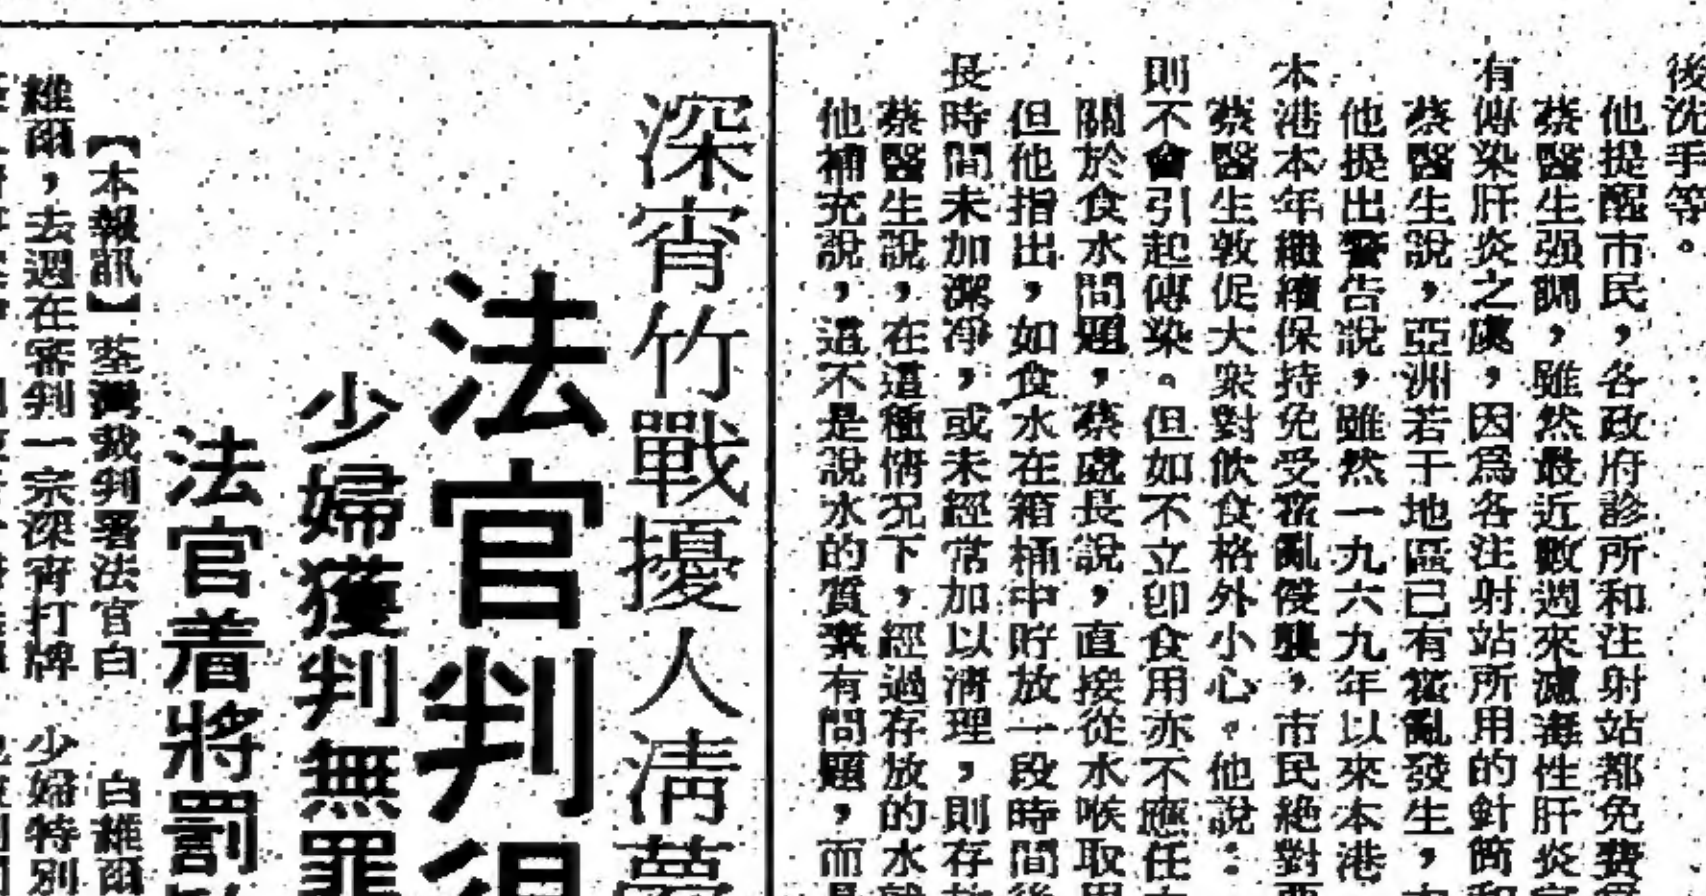 後洗手等。
他提醒市民，各政府診所和注射站都免費
蔡醫生强調，雖然最近數週來濾毒性肝炎
有傳染肝炎之處，因爲各注射站所用的針筒和
蔡醫生說，亞洲若干地區已有霍亂發生，
他提出警告說，雖然一九六九年以來本港
本港本年繼續保持免受霍亂侵襲，市民絕對要
蔡醫生敦促大衆對飲食格外小心。他說：
則不會引起傳染。但如不立卽食用亦不應任
關於食水問題，蔡處長說，直接從水喉取
但他指出，如食水在箱桶中貯放一段時間後
長時間未加潔净，或未經常加以清理，則存
蔡醫生說，在這種情况下，經過存放的水
他補充說，這不是說水的質素有問題，而是
深宵竹戰擾人清夢
法官判
少婦獲判無罪
法官着將罰
【本報訊】荃灣裁判署法官白 白維爾
維爾，去週在審判一宗深宵打牌 少婦特別